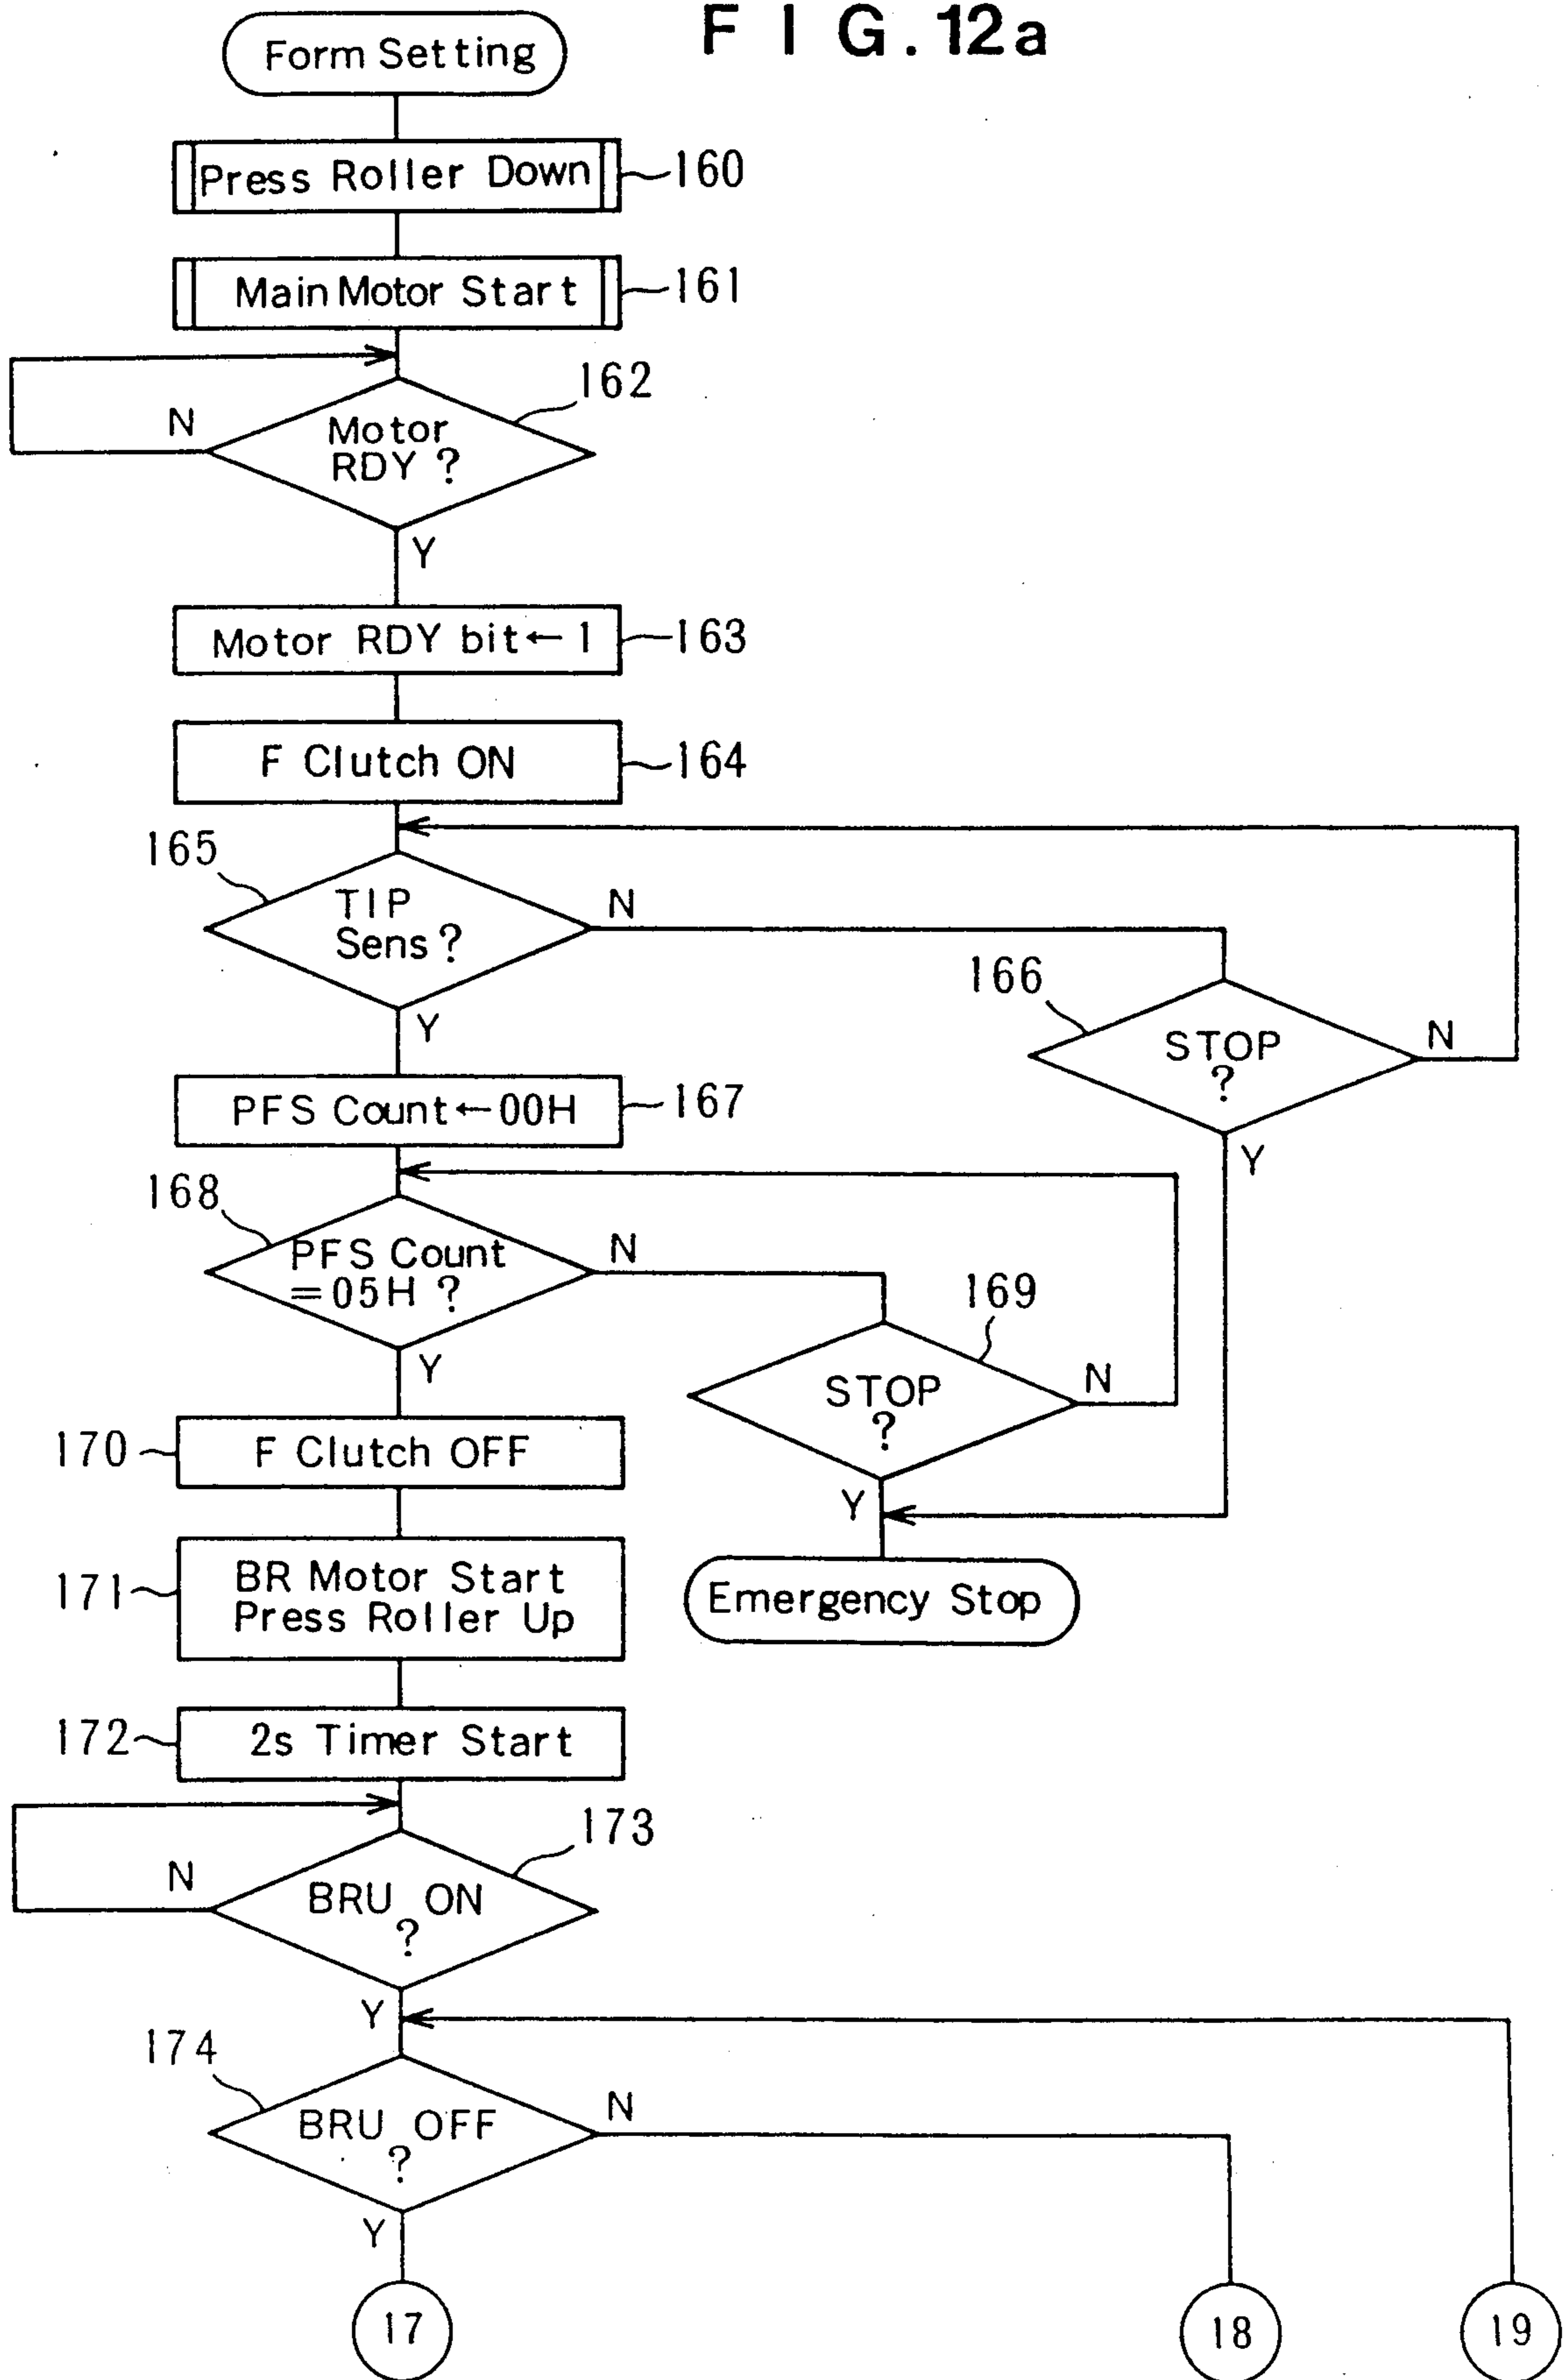 FIG. 12a
Form Setting
Press Roller Down
160
Main Motor Start
161
162
N
Motor
RDY ?
Y
Motor RDY bit←1
163
F Clutch ON
164
165
TIP
Sens ?
N
166
STOP
?
N
Y
Y
PFS Count←00H
167
168
PFS Count
=05H ?
N
169
STOP
?
N
Y
Y
170
F Clutch OFF
171
BR Motor Start
Press Roller Up
Emergency Stop
172
2s Timer Start
173
N
BRU ON
?
Y
174
BRU OFF
?
N
Y
17
18
19